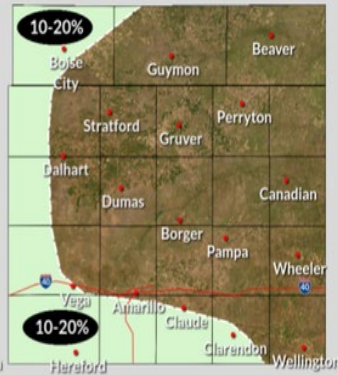 10-20%
Beaver
Boise
City
Guymon
Perryton
Stratford
Gruver
Dalhart
Dumas
Canadian
Borger
Pampa
Wheeler
40
40
Vega
Amarillo
Claude
10-20%
Clarendon
Hereford
Wellington